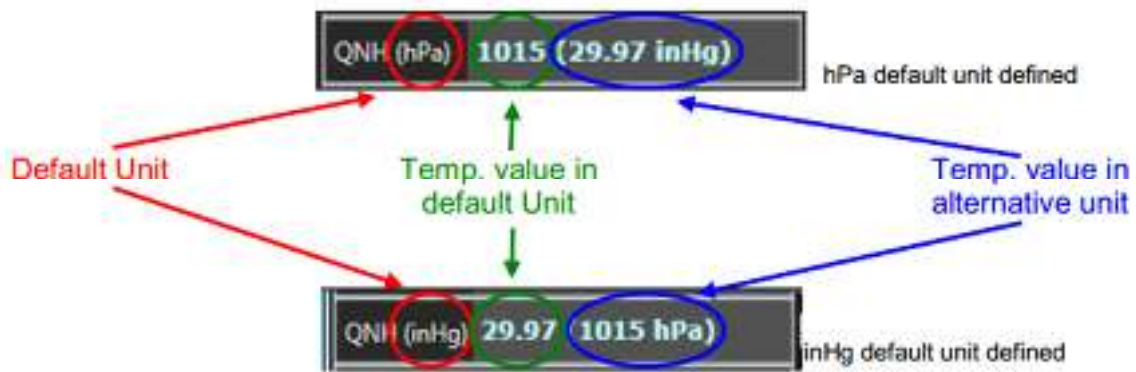 QNH (hPa) 1015 (29.97 inHg)
hPa default unit defined
Default Unit
Temp. value in
default Unit
Temp. value in
alternative unit
QNH (inHg) 29.97 (1015 hPa)
inHg default unit defined